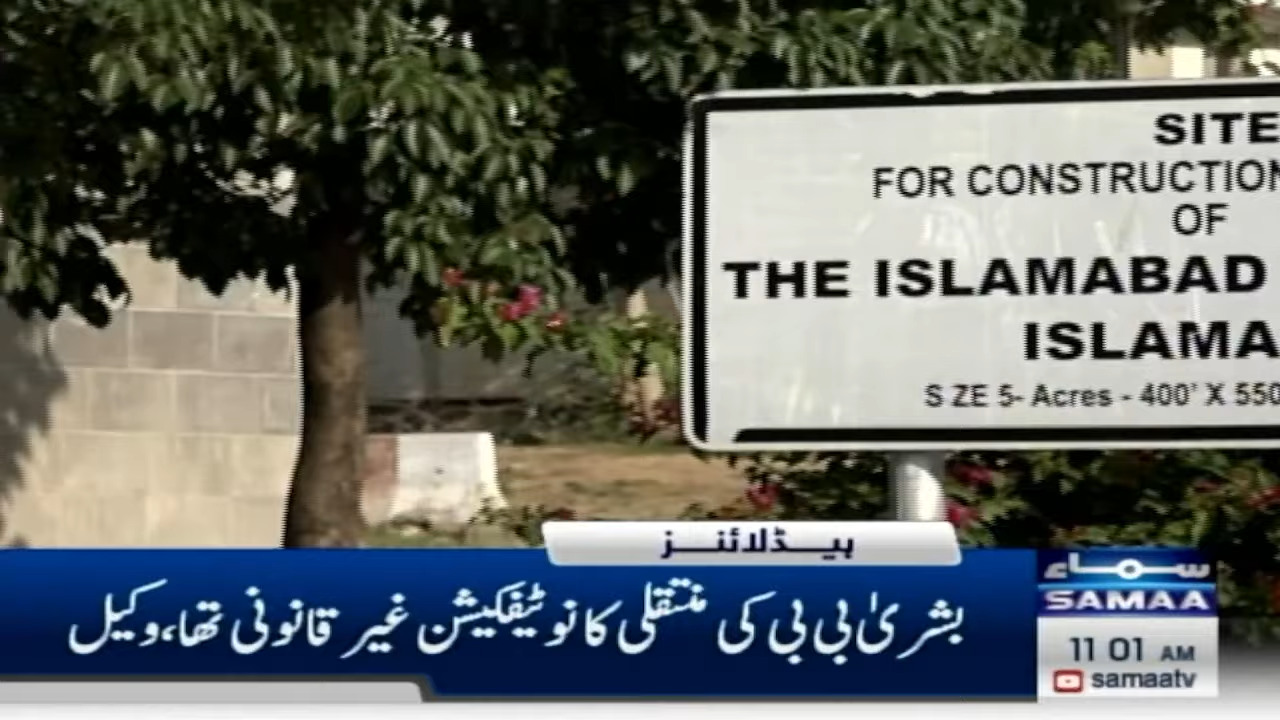 SITE
FOR CONSTRUCTION
OF
THE ISLAMABAD
ISLAMA
S ZE 5- Acres - 400' X 550
ہیڈلائنز
بشریٰ بی بی کی منتقلی کا نوٹیفکیشن غیر قانونی تھا، وکیل
سماء
SAMAA
11 01 AM
samaatv